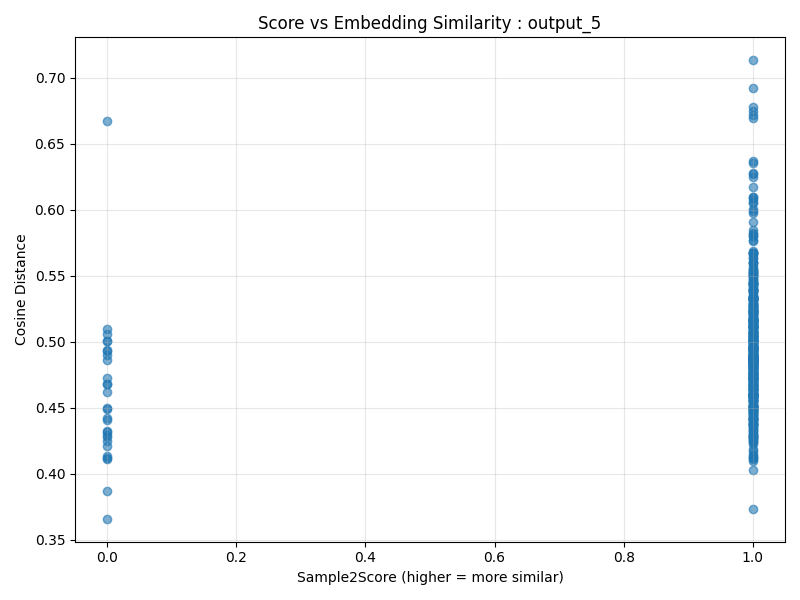 Score vs Embedding Similarity : output_5
Cosine Distance
0.70
0.65
0.60
0.55
0.50
0.45
0.40
0.35
0.0 0.2 0.4 0.6 0.8 1.0
Sample2Score (higher = more similar)